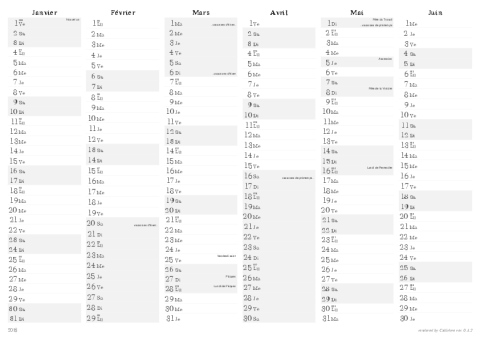 Janvier Février Mars Avril Mai Juin
1 Ve 1 Lu 1 Ma 1 Ve 1 Di 1 Me
2 Sa 2 Ma 2 Me 2 Sa 2 Lu 2 Je
3 Di 3 Me 3 Je 3 Di 3 Ma 3 Ve
4 Lu 4 Je 4 Ve 4 Lu 4 Me 4 Sa
5 Ma 5 Ve 5 Sa 5 Ma 5 Je 5 Di
6 Me 6 Sa 6 Di 6 Me 6 Ve 6 Lu
7 Je 7 Di 7 Lu 7 Je 7 Sa 7 Ma
8 Ve 8 Lu 8 Ma 8 Ve 8 Di 8 Me
9 Sa 9 Ma 9 Me 9 Sa 9 Lu 9 Je
10 Di 10 Me 10 Je 10 Di 10 Ma 10 Ve
11 Lu 11 Je 11 Ve 11 Lu 11 Me 11 Sa
12 Ma 12 Ve 12 Sa 12 Ma 12 Je 12 Di
13 Me 13 Sa 13 Di 13 Me 13 Ve 13 Lu
14 Je 14 Di 14 Lu 14 Je 14 Sa 14 Ma
15 Ve 15 Lu 15 Ma 15 Ve 15 Di 15 Me
16 Sa 16 Ma 16 Me 16 Sa 16 Lu 16 Je
17 Di 17 Me 17 Je 17 Di 17 Ma 17 Ve
18 Lu 18 Je 18 Ve 18 Lu 18 Me 18 Sa
19 Ma 19 Ve 19 Sa 19 Ma 19 Je 19 Di
20 Me 20 Sa 20 Di 20 Me 20 Ve 20 Lu
21 Je 21 Di 21 Lu 21 Je 21 Sa 21 Ma
22 Ve 22 Lu 22 Ma 22 Ve 22 Di 22 Me
23 Sa 23 Ma 23 Me 23 Sa 23 Lu 23 Je
24 Di 24 Me 24 Je 24 Di 24 Ma 24 Ve
25 Lu 25 Je 25 Ve 25 Lu 25 Me 25 Sa
26 Ma 26 Ve 26 Sa 26 Ma 26 Je 26 Di
27 Me 27 Sa 27 Di 27 Me 27 Ve 27 Lu
28 Je 28 Di 28 Lu 28 Je 28 Sa 28 Ma
29 Ve 29 Lu 29 Ma 29 Ve 29 Di 29 Me
30 Sa 30 Me 30 Sa 30 Lu 30 Je
31 Di 31 Je 31 Ma
2016